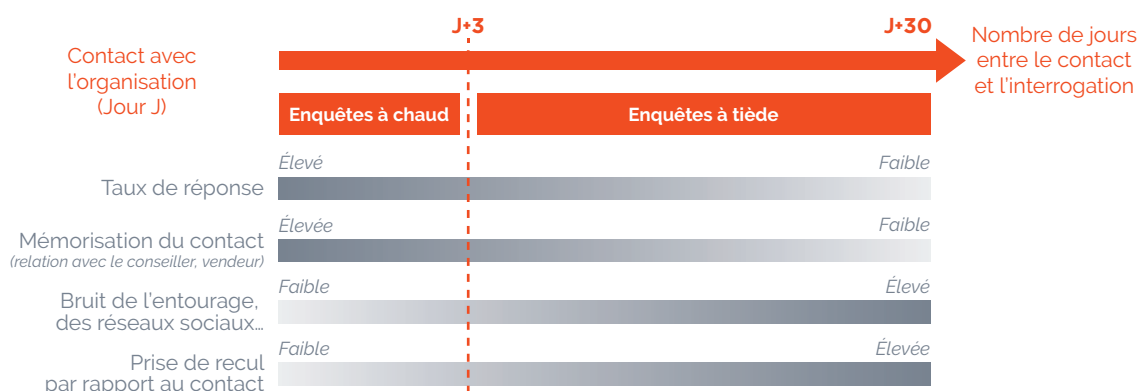 J+3
J+30
Contact avec
l'organisation
(Jour J)
Nombre de jours
entre le contact
et l'interrogation
Enquêtes à chaud
Enquêtes à tiède
Élevé
Faible
Taux de réponse
Élevée
Faible
Mémorisation du contact
(relation avec le conseiller, vendeur)
Faible
Élevé
Bruit de l'entourage,
des réseaux sociaux…
Faible
Élevée
Prise de recul
par rapport au contact